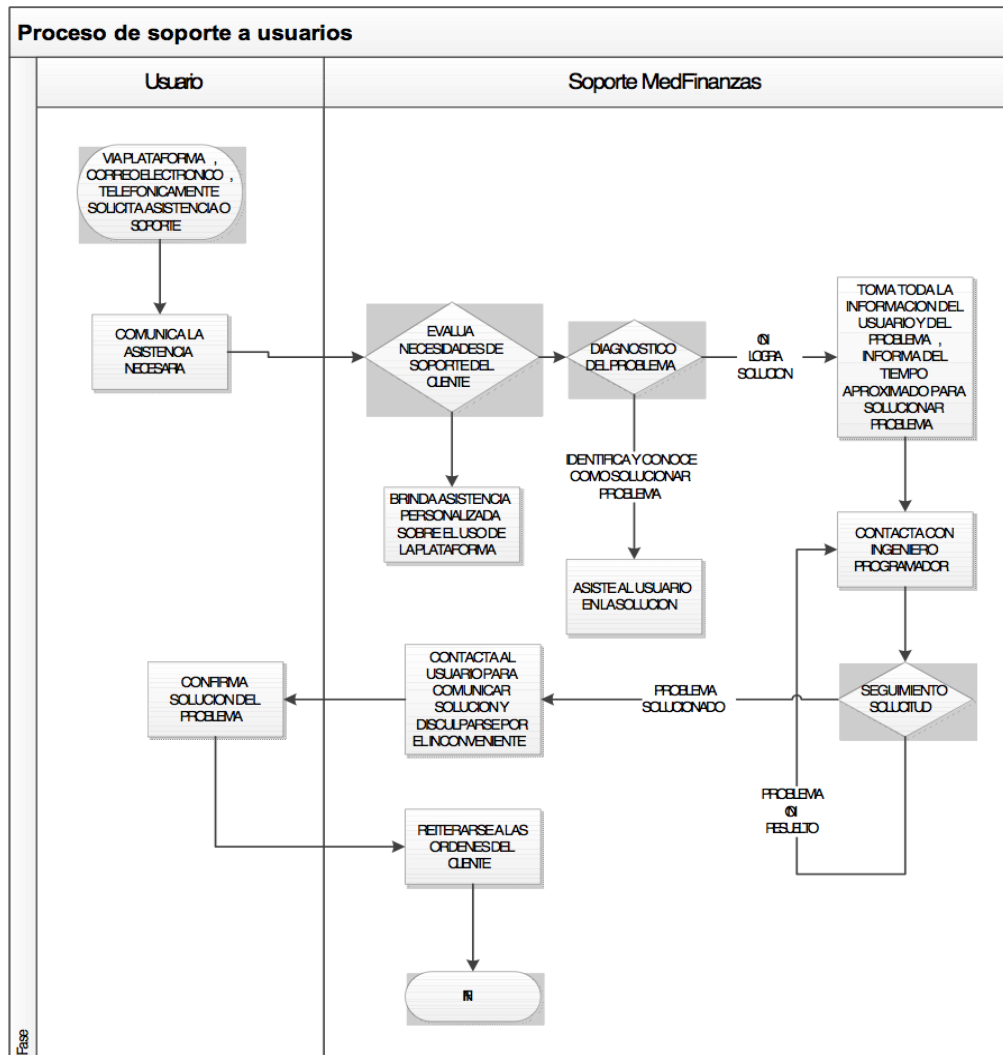 Proceso de soporte a usuarios
Usuario
Soporte MedFinanzas
VIA PLATAFORMA ,
CORREO ELECTRONICO ,
TELEFONICAMENTE
SOLICITA ASISTENCIA O
SOPORTE
COMUNICA LA
ASISTENCIA
NECESARIA
EVALUA
NECESIDADES DE
SOPORTE DEL
CLIENTE
DIAGNOSTICO
DEL PROBLEMA
NO
LOGRA
SOLUCION
TOMA TODA LA
INFORMACION DEL
USUARIO Y DEL
PROBLEMA ,
INFORMA DEL
TIEMPO
APROXIMADO PARA
SOLUCIONAR
PROBLEMA
IDENTIFICA Y CONOCE
COMO SOLUCIONAR
PROBLEMA
BRINDA ASISTENCIA
PERSONALIZADA
SOBRE EL USO DE
LA PLATAFORMA
CONTACTA CON
INGENIERO
PROGRAMADOR
ASISTE AL USUARIO
EN LA SOLUCION
CONFIRMA
SOLUCION DEL
PROBLEMA
CONTACTA AL
USUARIO PARA
COMUNICAR
SOLUCION Y
DISCULPARSE POR
EL INCONVENIENTE
PROBLEMA
SOLUCIONADO
SEGUIMIENTO
SOLICITUD
PROBLEMA
NO
RESUELTO
REITERARSE A LAS
ORDENES DEL
CLIENTE
FIN
Fase